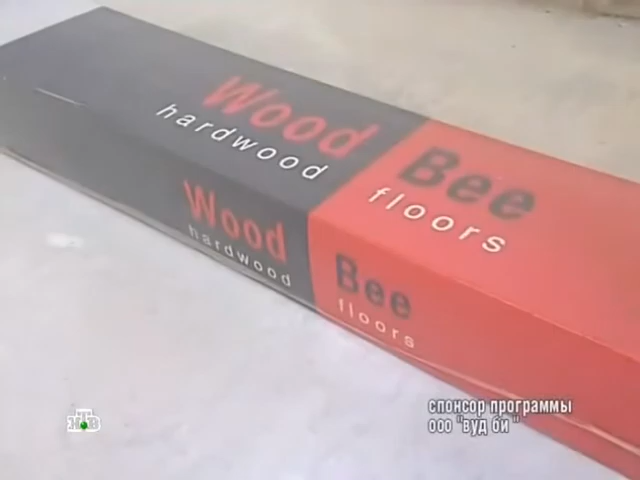 Wood Bee
hardwood floors
Wood Bee
hardwood floors
спонсор программы
ооо "вуд би"
НТВ